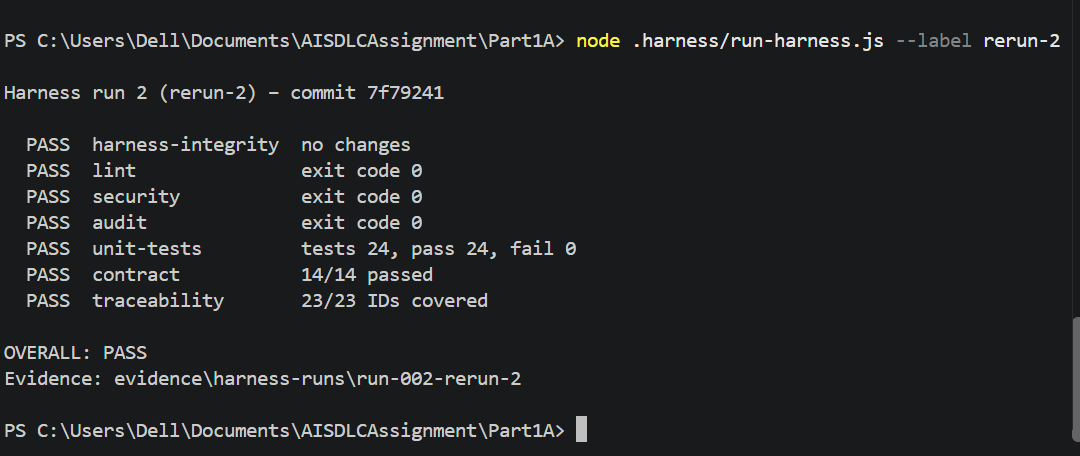 PS C:\Users\Dell\Documents\AISDLCAssignment\Part1A> node .harness/run-harness.js --label rerun-2
Harness run 2 (rerun-2) – commit 7f79241
PASS harness-integrity no changes
PASS lint exit code 0
PASS security exit code 0
PASS audit exit code 0
PASS unit-tests tests 24, pass 24, fail 0
PASS contract 14/14 passed
PASS traceability 23/23 IDs covered
OVERALL: PASS
Evidence: evidence\harness-runs\run-002-rerun-2
PS C:\Users\Dell\Documents\AISDLCAssignment\Part1A>